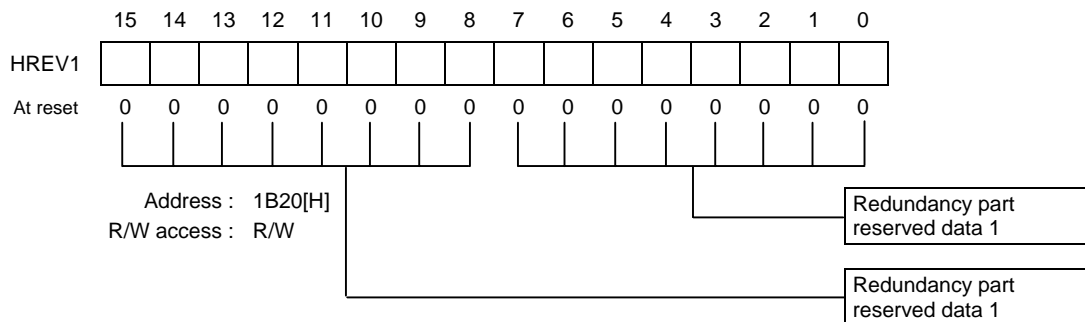 15 14 13 12 11 10 9 8 7 6 5 4 3 2 1 0
HREV1
At reset 0 0 0 0 0 0 0 0 0 0 0 0 0 0 0 0
Address : 1B20[H]
R/W access : R/W
Redundancy part
reserved data 1
Redundancy part
reserved data 1